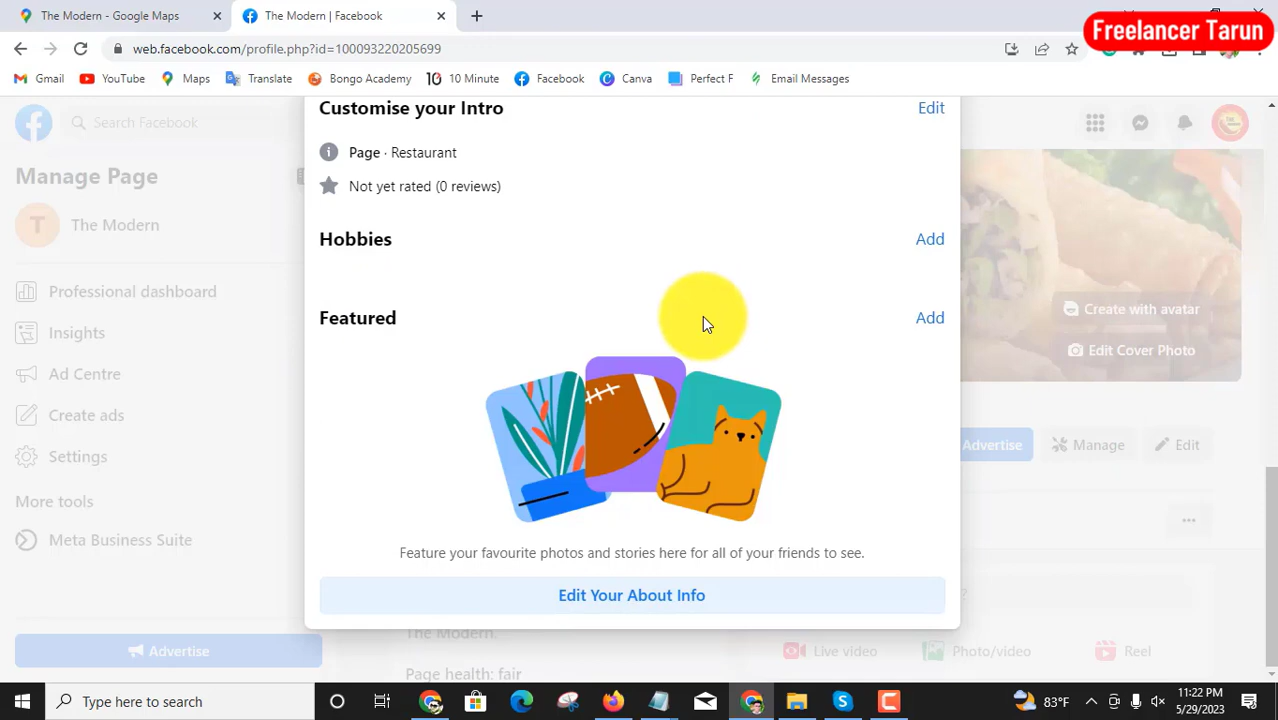 The Modern - Google Maps
The Modern | Facebook
Freelancer Tarun
web.facebook.com/profile.php?id=100093220205699
Gmail
YouTube
Maps
Translate
Bongo Academy
10 Minute
Facebook
Canva
Perfect F
Email Messages
Search Facebook
Manage Page
The Modern
Professional dashboard
Insights
Ad Centre
Create ads
Settings
More tools
Meta Business Suite
Advertise
Customise your Intro
Edit
Page · Restaurant
Not yet rated (0 reviews)
Hobbies
Add
Featured
Add
Feature your favourite photos and stories here for all of your friends to see.
Edit Your About Info
Create with avatar
Edit Cover Photo
Advertise
Manage
Edit
The Modern.
Page health: fair
?
Live video
Photo/video
Reel
Type here to search
83°F
11:22 PM
5/29/2023